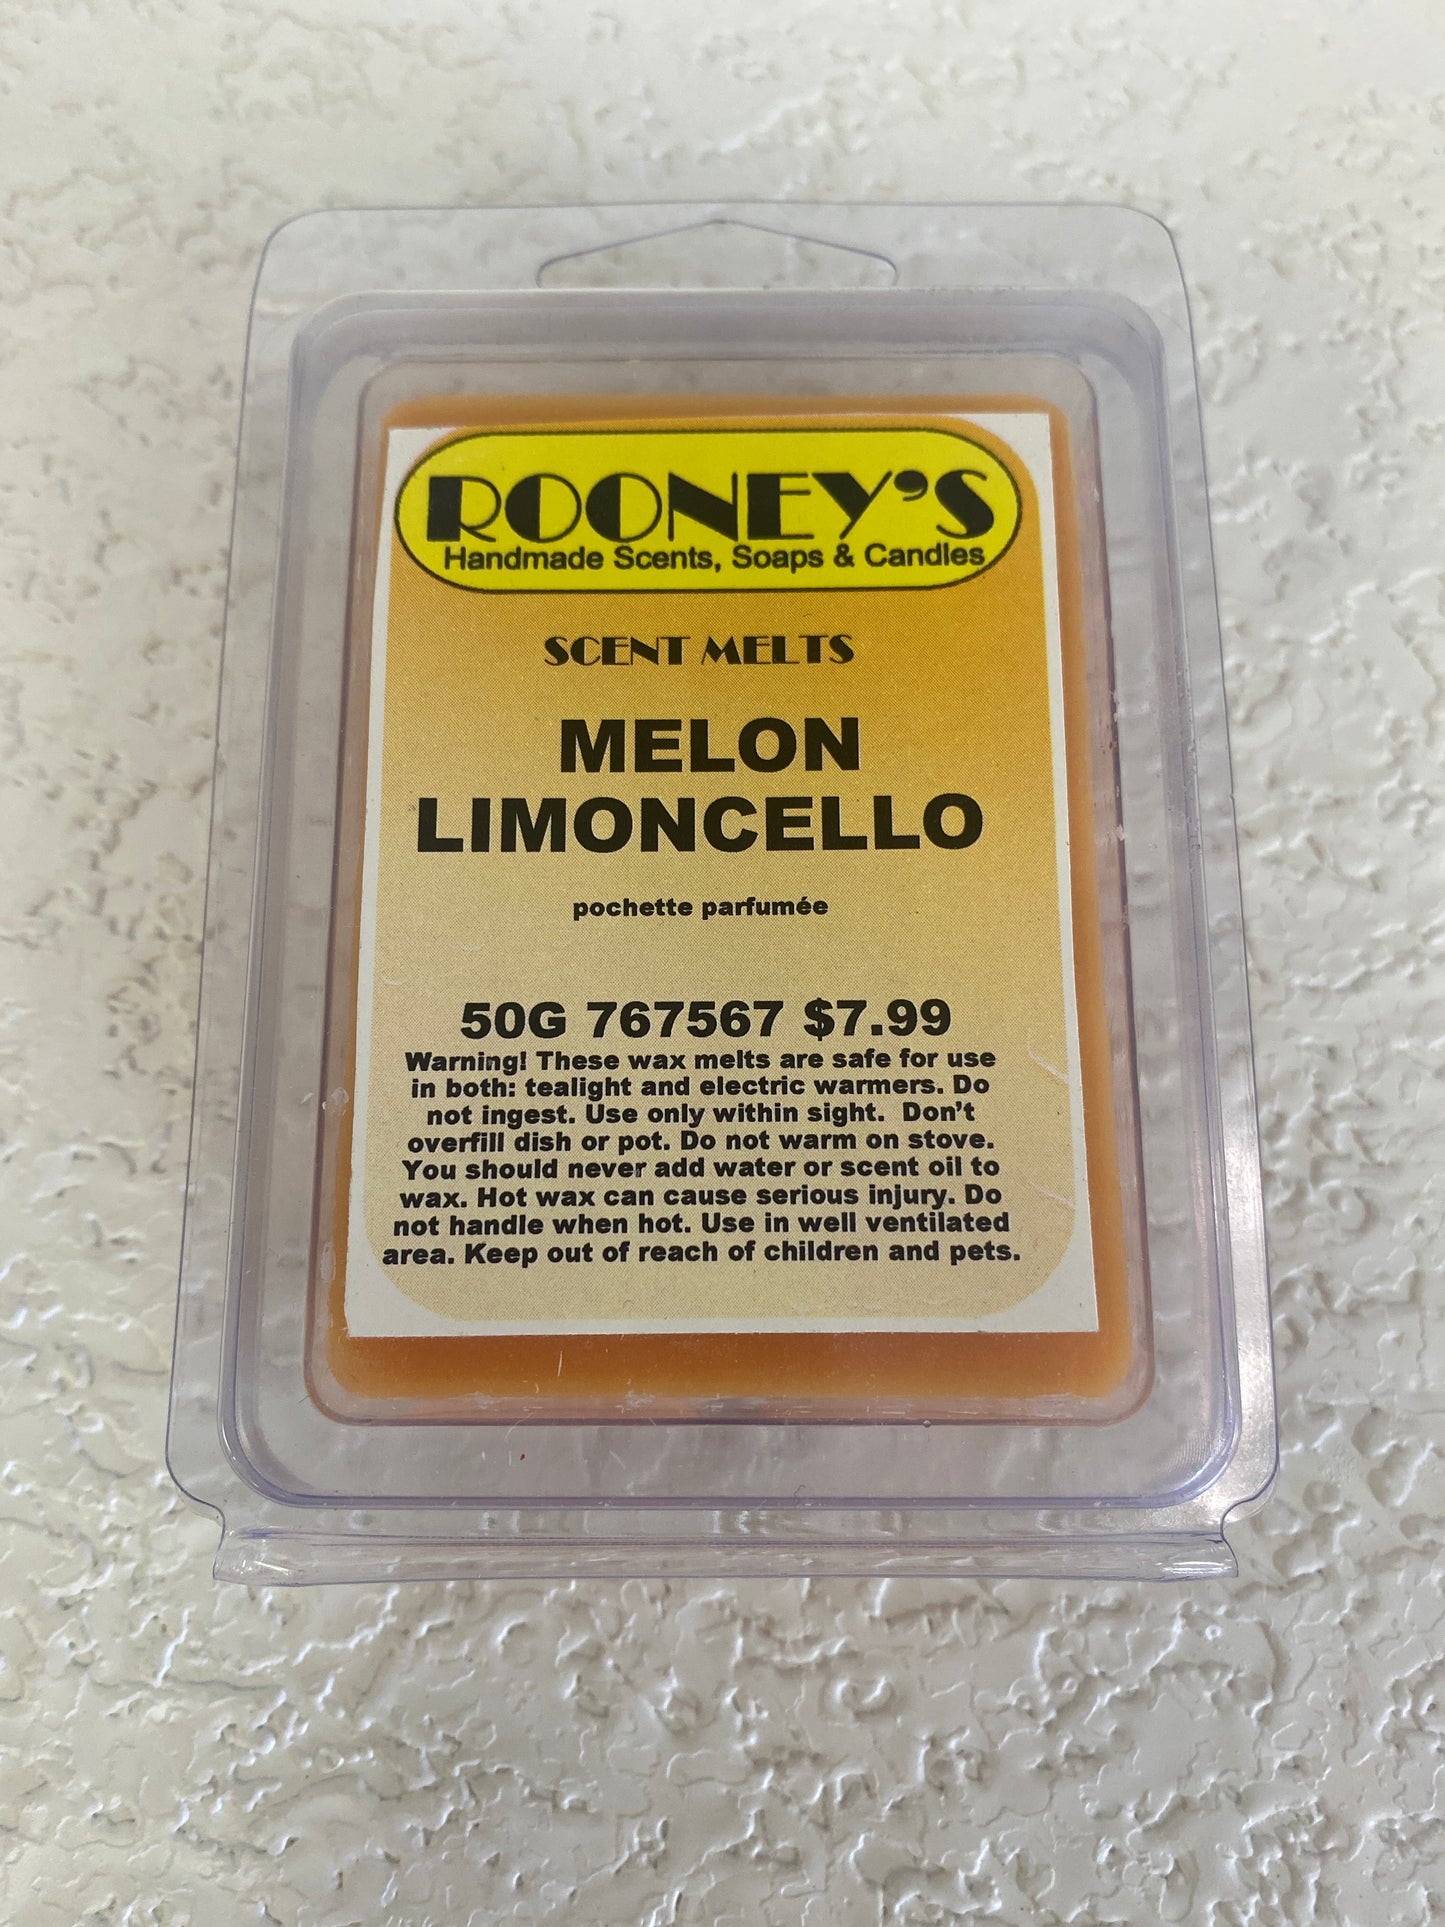 ROONEY'S
Handmade Scents, Soaps & Candles
SCENT MELTS
MELON
LIMONCELLO
pochette parfumée
50G 767567 $7.99
Warning! These wax melts are safe for use
in both: tealight and electric warmers. Do
not ingest. Use only within sight. Don't
overfill dish or pot. Do not warm on stove.
You should never add water or scent oil to
wax. Hot wax can cause serious injury. Do
not handle when hot. Use in well ventilated
area. Keep out of reach of children and pets.